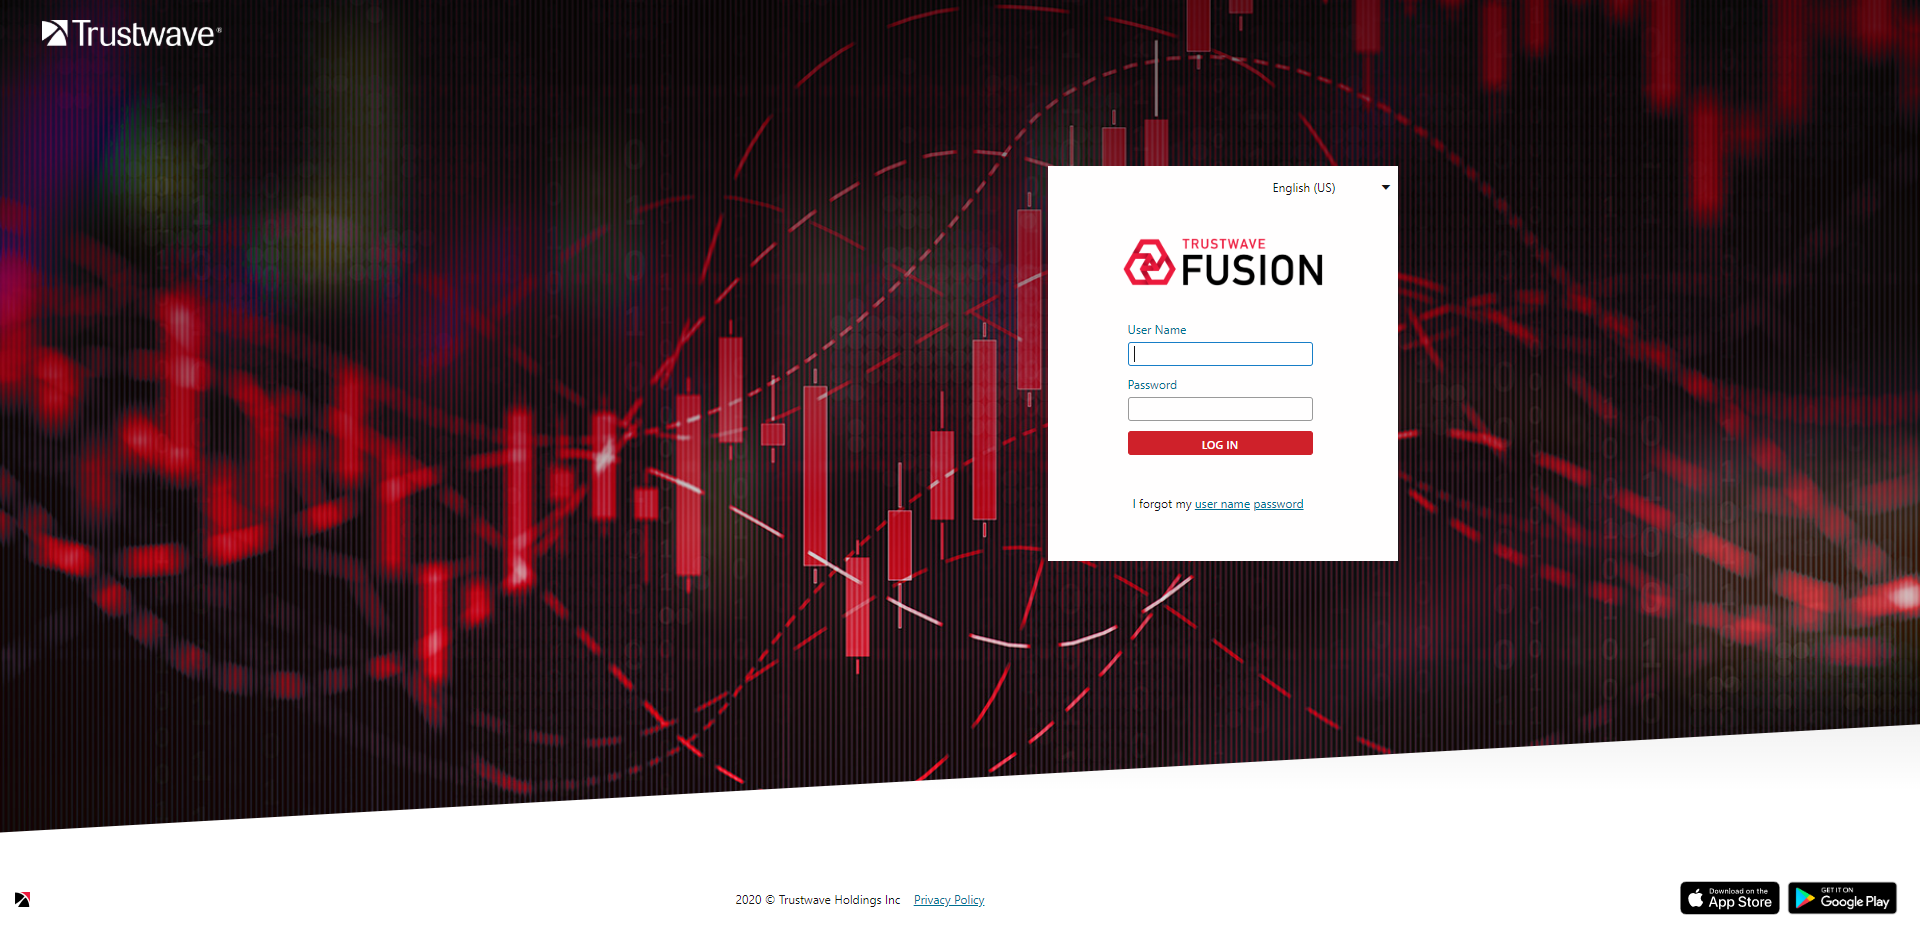 Trustwave®
English (US)
TRUSTWAVE
FUSION
User Name
Password
LOG IN
I forgot my user name password
2020 © Trustwave Holdings Inc Privacy Policy
Download on the
App Store
GET IT ON
Google Play